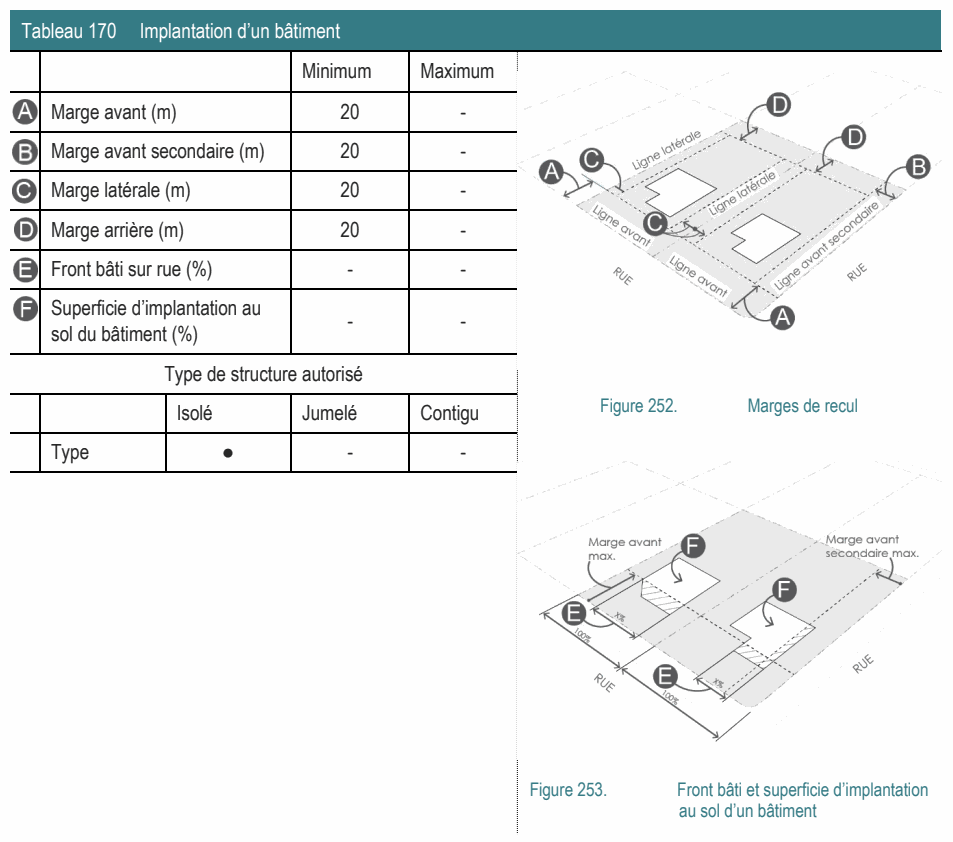 Tableau 170 Implantation d’un bâtiment
Minimum Maximum
A Marge avant (m) 20 -
B Marge avant secondaire (m) 20 -
C Marge latérale (m) 20 -
D Marge arrière (m) 20 -
E Front bâti sur rue (%) - -
F Superficie d’implantation au
sol du bâtiment (%) - -
Type de structure autorisé
Isolé Jumelé Contigu
Type ● - -
D
D
C
A
B
Ligne latérale
Ligne latérale
C
Ligne avant
Ligne avant
Ligne avant secondaire
RUE
RUE
A
Figure 252. Marges de recul
Marge avant
max.
F
Marge avant
secondaire max.
F
E
X%
100%
E
X%
100%
RUE
RUE
Figure 253. Front bâti et superficie d’implantation
au sol d’un bâtiment